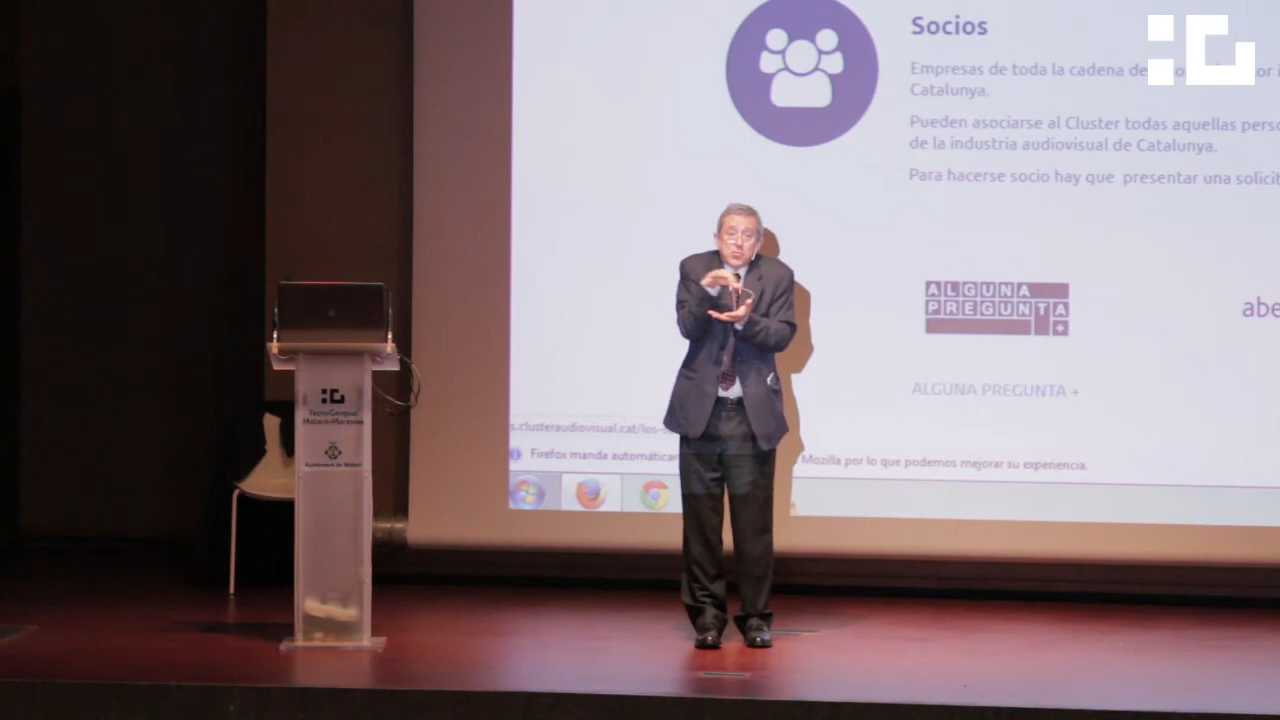 Socios
Empresas de toda la cadena de
Catalunya.
Pueden asociarse al Cluster todas aquellas perso
de la industria audiovisual de Catalunya.
Para hacerse socio hay que presentar una solicit
ALGUNA
PREGUNTA
+
abe
ALGUNA PREGUNTA +
s.clusteraudiovisual.cat/los-s
Firefox manda automáticar Mozilla por lo que podemos mejorar su experiencia.
TecnoCampus
Mataró-Maresme
Ajuntament de Mataró